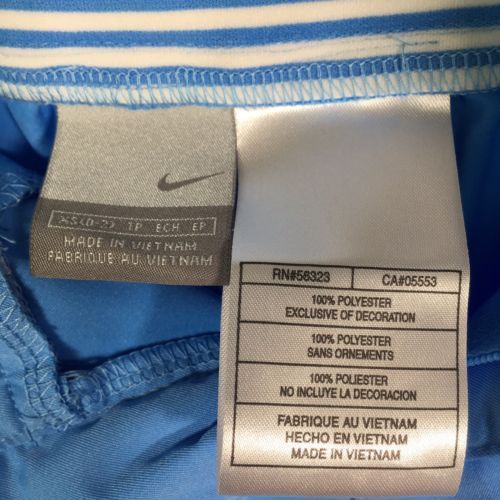 XS(0-2) TP ECH EP
MADE IN VIETNAM
FABRIQUE AU VIETNAM
RN#56323 CA#05553
100% POLYESTER
EXCLUSIVE OF DECORATION
100% POLYESTER
SANS ORNEMENTS
100% POLIESTER
NO INCLUYE LA DECORACION
FABRIQUE AU VIETNAM
HECHO EN VIETNAM
MADE IN VIETNAM